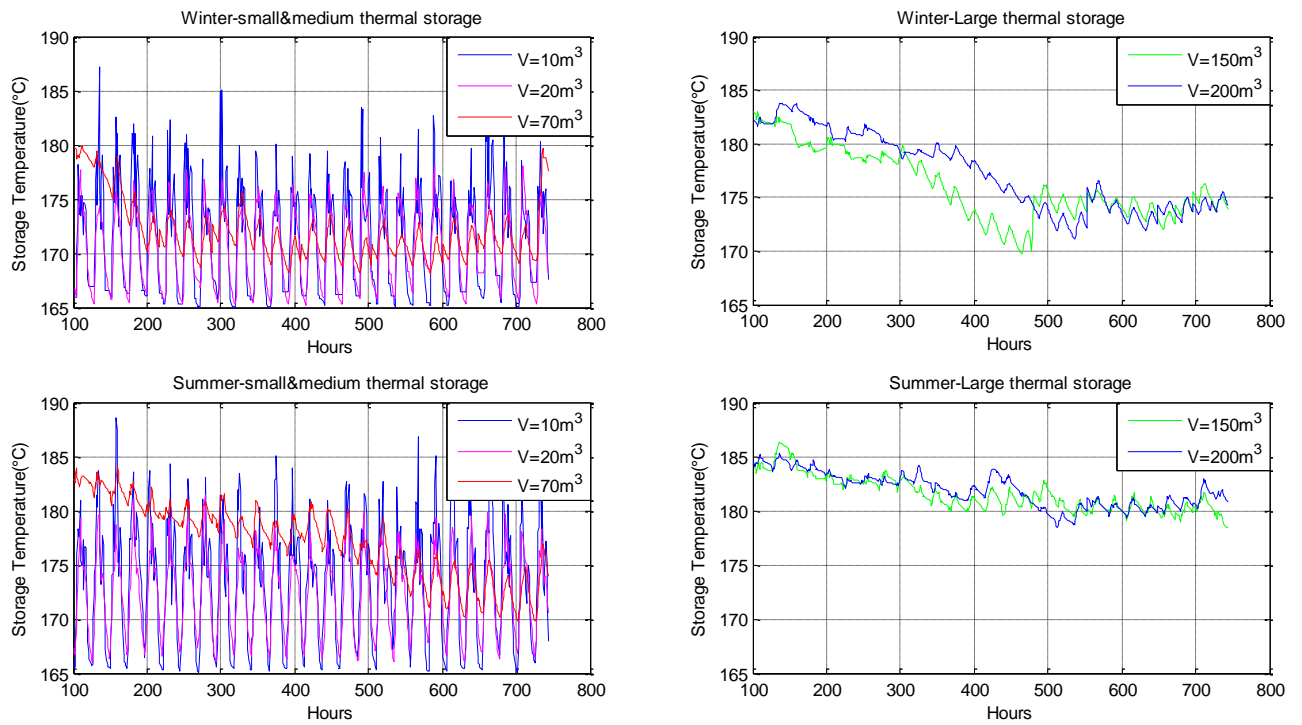 Winter-small&medium thermal storage
190
185
180
175
170
165
Storage Temperature(°C)
100 200 300 400 500 600 700 800
Hours
V=10m³
V=20m³
V=70m³
Winter-Large thermal storage
190
185
180
175
170
165
Storage Temperature(°C)
100 200 300 400 500 600 700 800
Hours
V=150m³
V=200m³
Summer-small&medium thermal storage
190
185
180
175
170
165
Storage Temperature(°C)
100 200 300 400 500 600 700 800
Hours
V=10m³
V=20m³
V=70m³
Summer-Large thermal storage
190
185
180
175
170
165
Storage Temperature(°C)
100 200 300 400 500 600 700 800
Hours
V=150m³
V=200m³